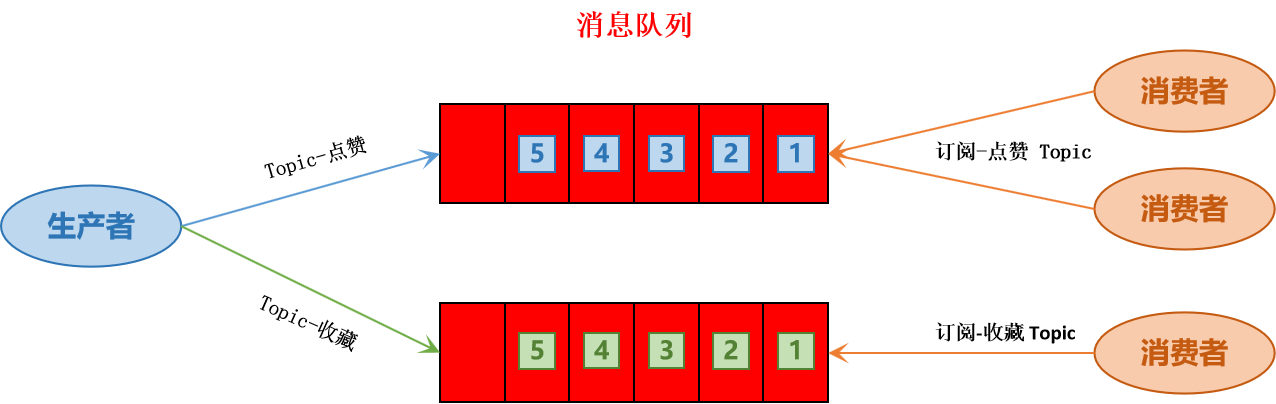 消息队列
生产者
Topic-点赞
5 4 3 2 1
订阅-点赞 Topic
消费者
消费者
Topic-收藏
5 4 3 2 1
订阅-收藏 Topic
消费者